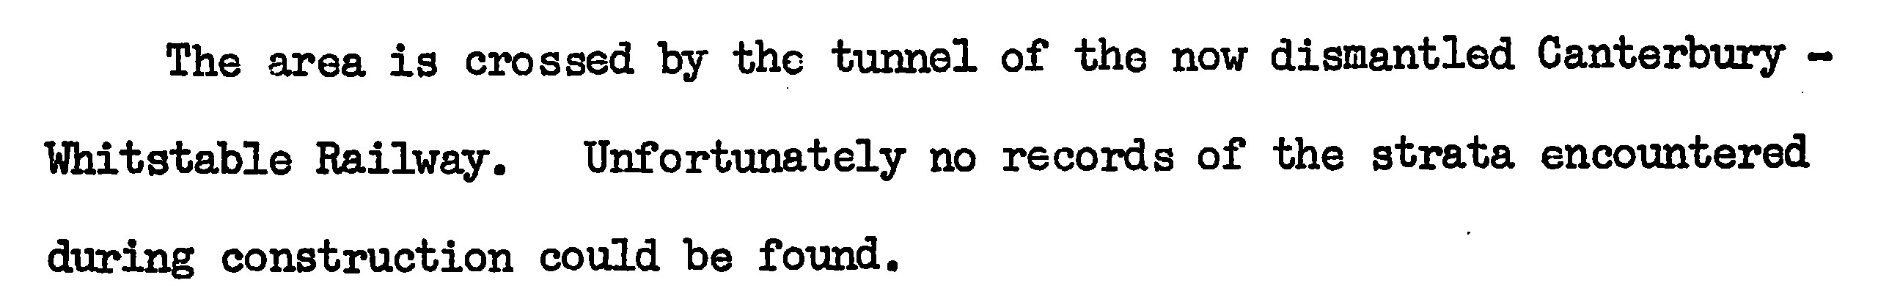 The area is crossed by the tunnel of the now dismantled Canterbury -
Whitstable Railway. Unfortunately no records of the strata encountered
during construction could be found.